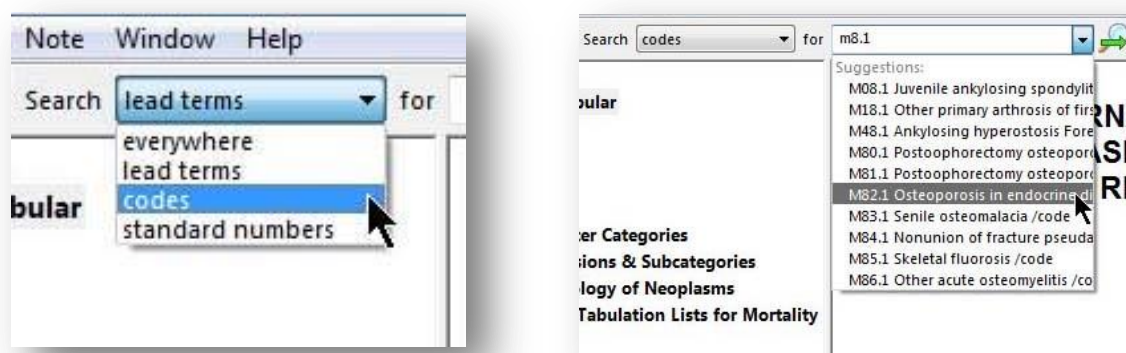 Note Window Help
Search lead terms for
everywhere
lead terms
codes
standard numbers
bular
Search codes for m8.1
Suggestions:
M08.1 Juvenile ankylosing spondylit
M18.1 Other primary arthrosis of firs
M48.1 Ankylosing hyperostosis Fore
M80.1 Postoophorectomy osteopor
M81.1 Postoophorectomy osteopor
M82.1 Osteoporosis in endocrine di
M83.1 Senile osteomalacia /code
M84.1 Nonunion of fracture pseuda
M85.1 Skeletal fluorosis /code
M86.1 Other acute osteomyelitis /co
bular
ter Categories
sions & Subcategories
logy of Neoplasms
Tabulation Lists for Mortality